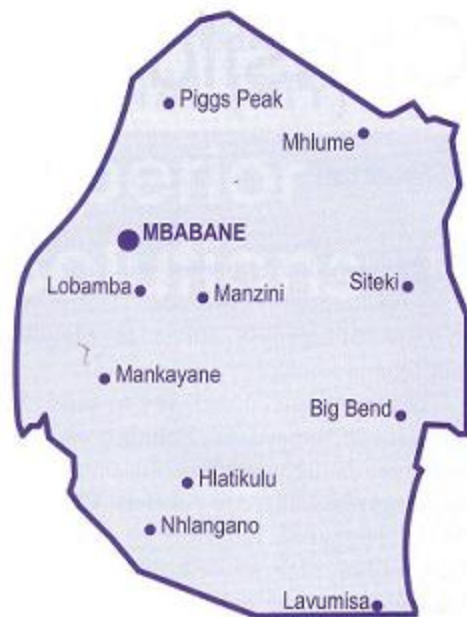 Piggs Peak
Mhlume
MBABANE
Lobamba
Manzini
Siteki
Mankayane
Big Bend
Hlatikulu
Nhlangano
Lavumisa